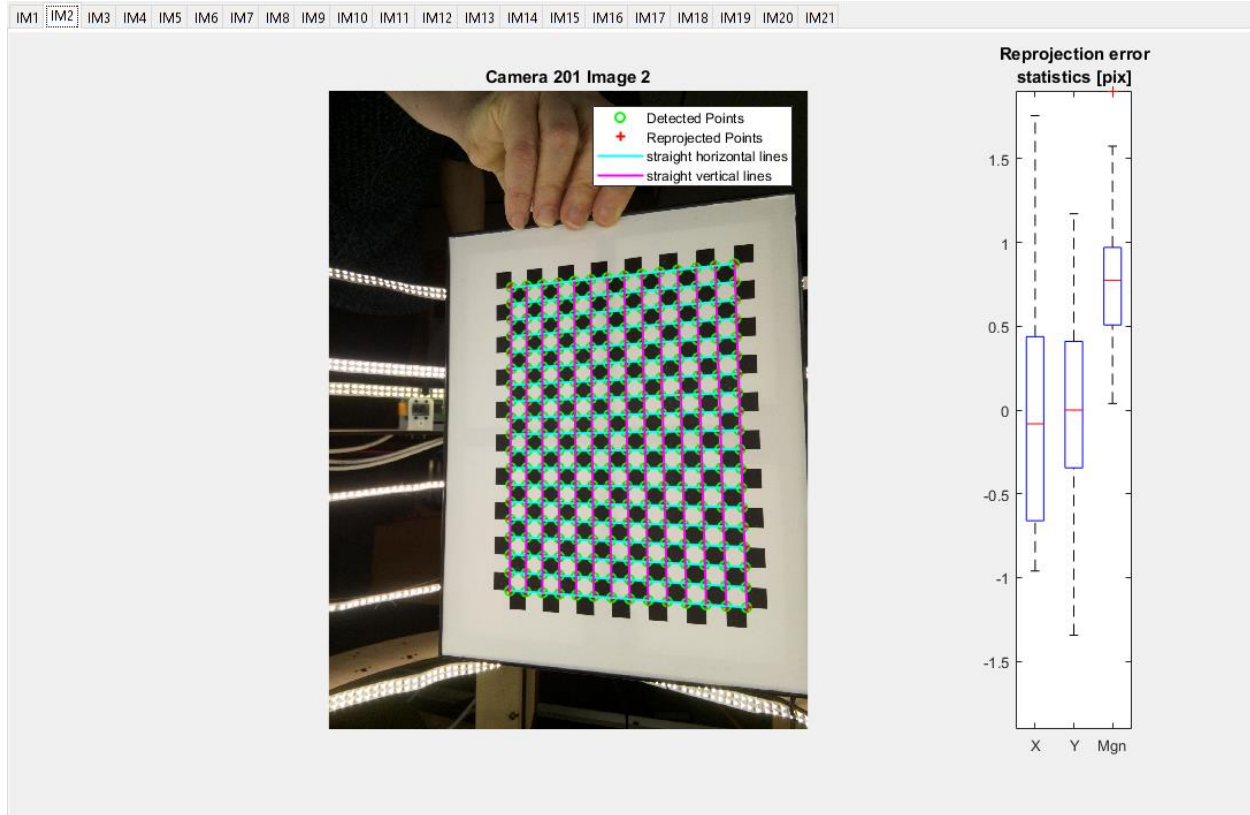 IM1 IM2 IM3 IM4 IM5 IM6 IM7 IM8 IM9 IM10 IM11 IM12 IM13 IM14 IM15 IM16 IM17 IM18 IM19 IM20 IM21
Camera 201 Image 2
Detected Points
Reprojected Points
straight horizontal lines
straight vertical lines
Reprojection error
statistics [pix]
1.5
1
0.5
0
-0.5
-1
-1.5
X Y Mgn